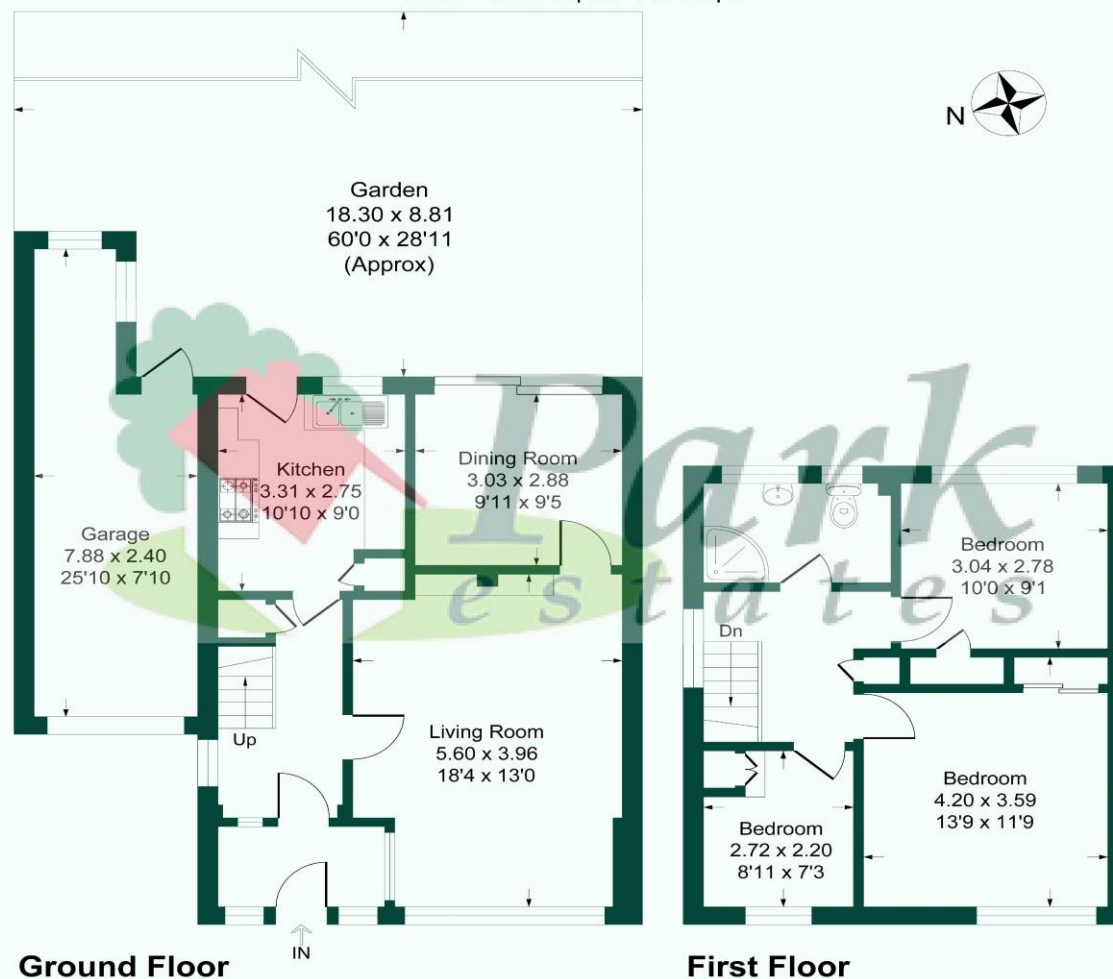 N
Garden
18.30 x 8.81
60'0 x 28'11
(Approx)
Kitchen
3.31 x 2.75
10'10 x 9'0
Dining Room
3.03 x 2.88
9'11 x 9'5
Garage
7.88 x 2.40
25'10 x 7'10
Park
estates
Bedroom
3.04 x 2.78
10'0 x 9'1
Dn
Up
Living Room
5.60 x 3.96
18'4 x 13'0
Bedroom
4.20 x 3.59
13'9 x 11'9
Bedroom
2.72 x 2.20
8'11 x 7'3
IN
Ground Floor
First Floor